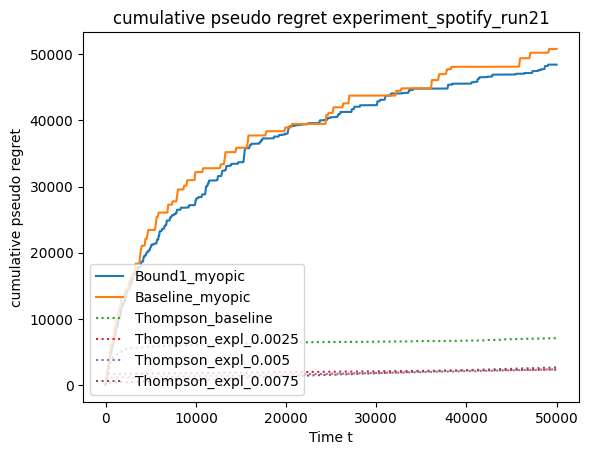 cumulative pseudo regret experiment_spotify_run21
cumulative pseudo regret
50000
40000
30000
20000
10000
0
Bound1_myopic
Baseline_myopic
Thompson_baseline
Thompson_expl_0.0025
Thompson_expl_0.005
Thompson_expl_0.0075
0 10000 20000 30000 40000 50000
Time t